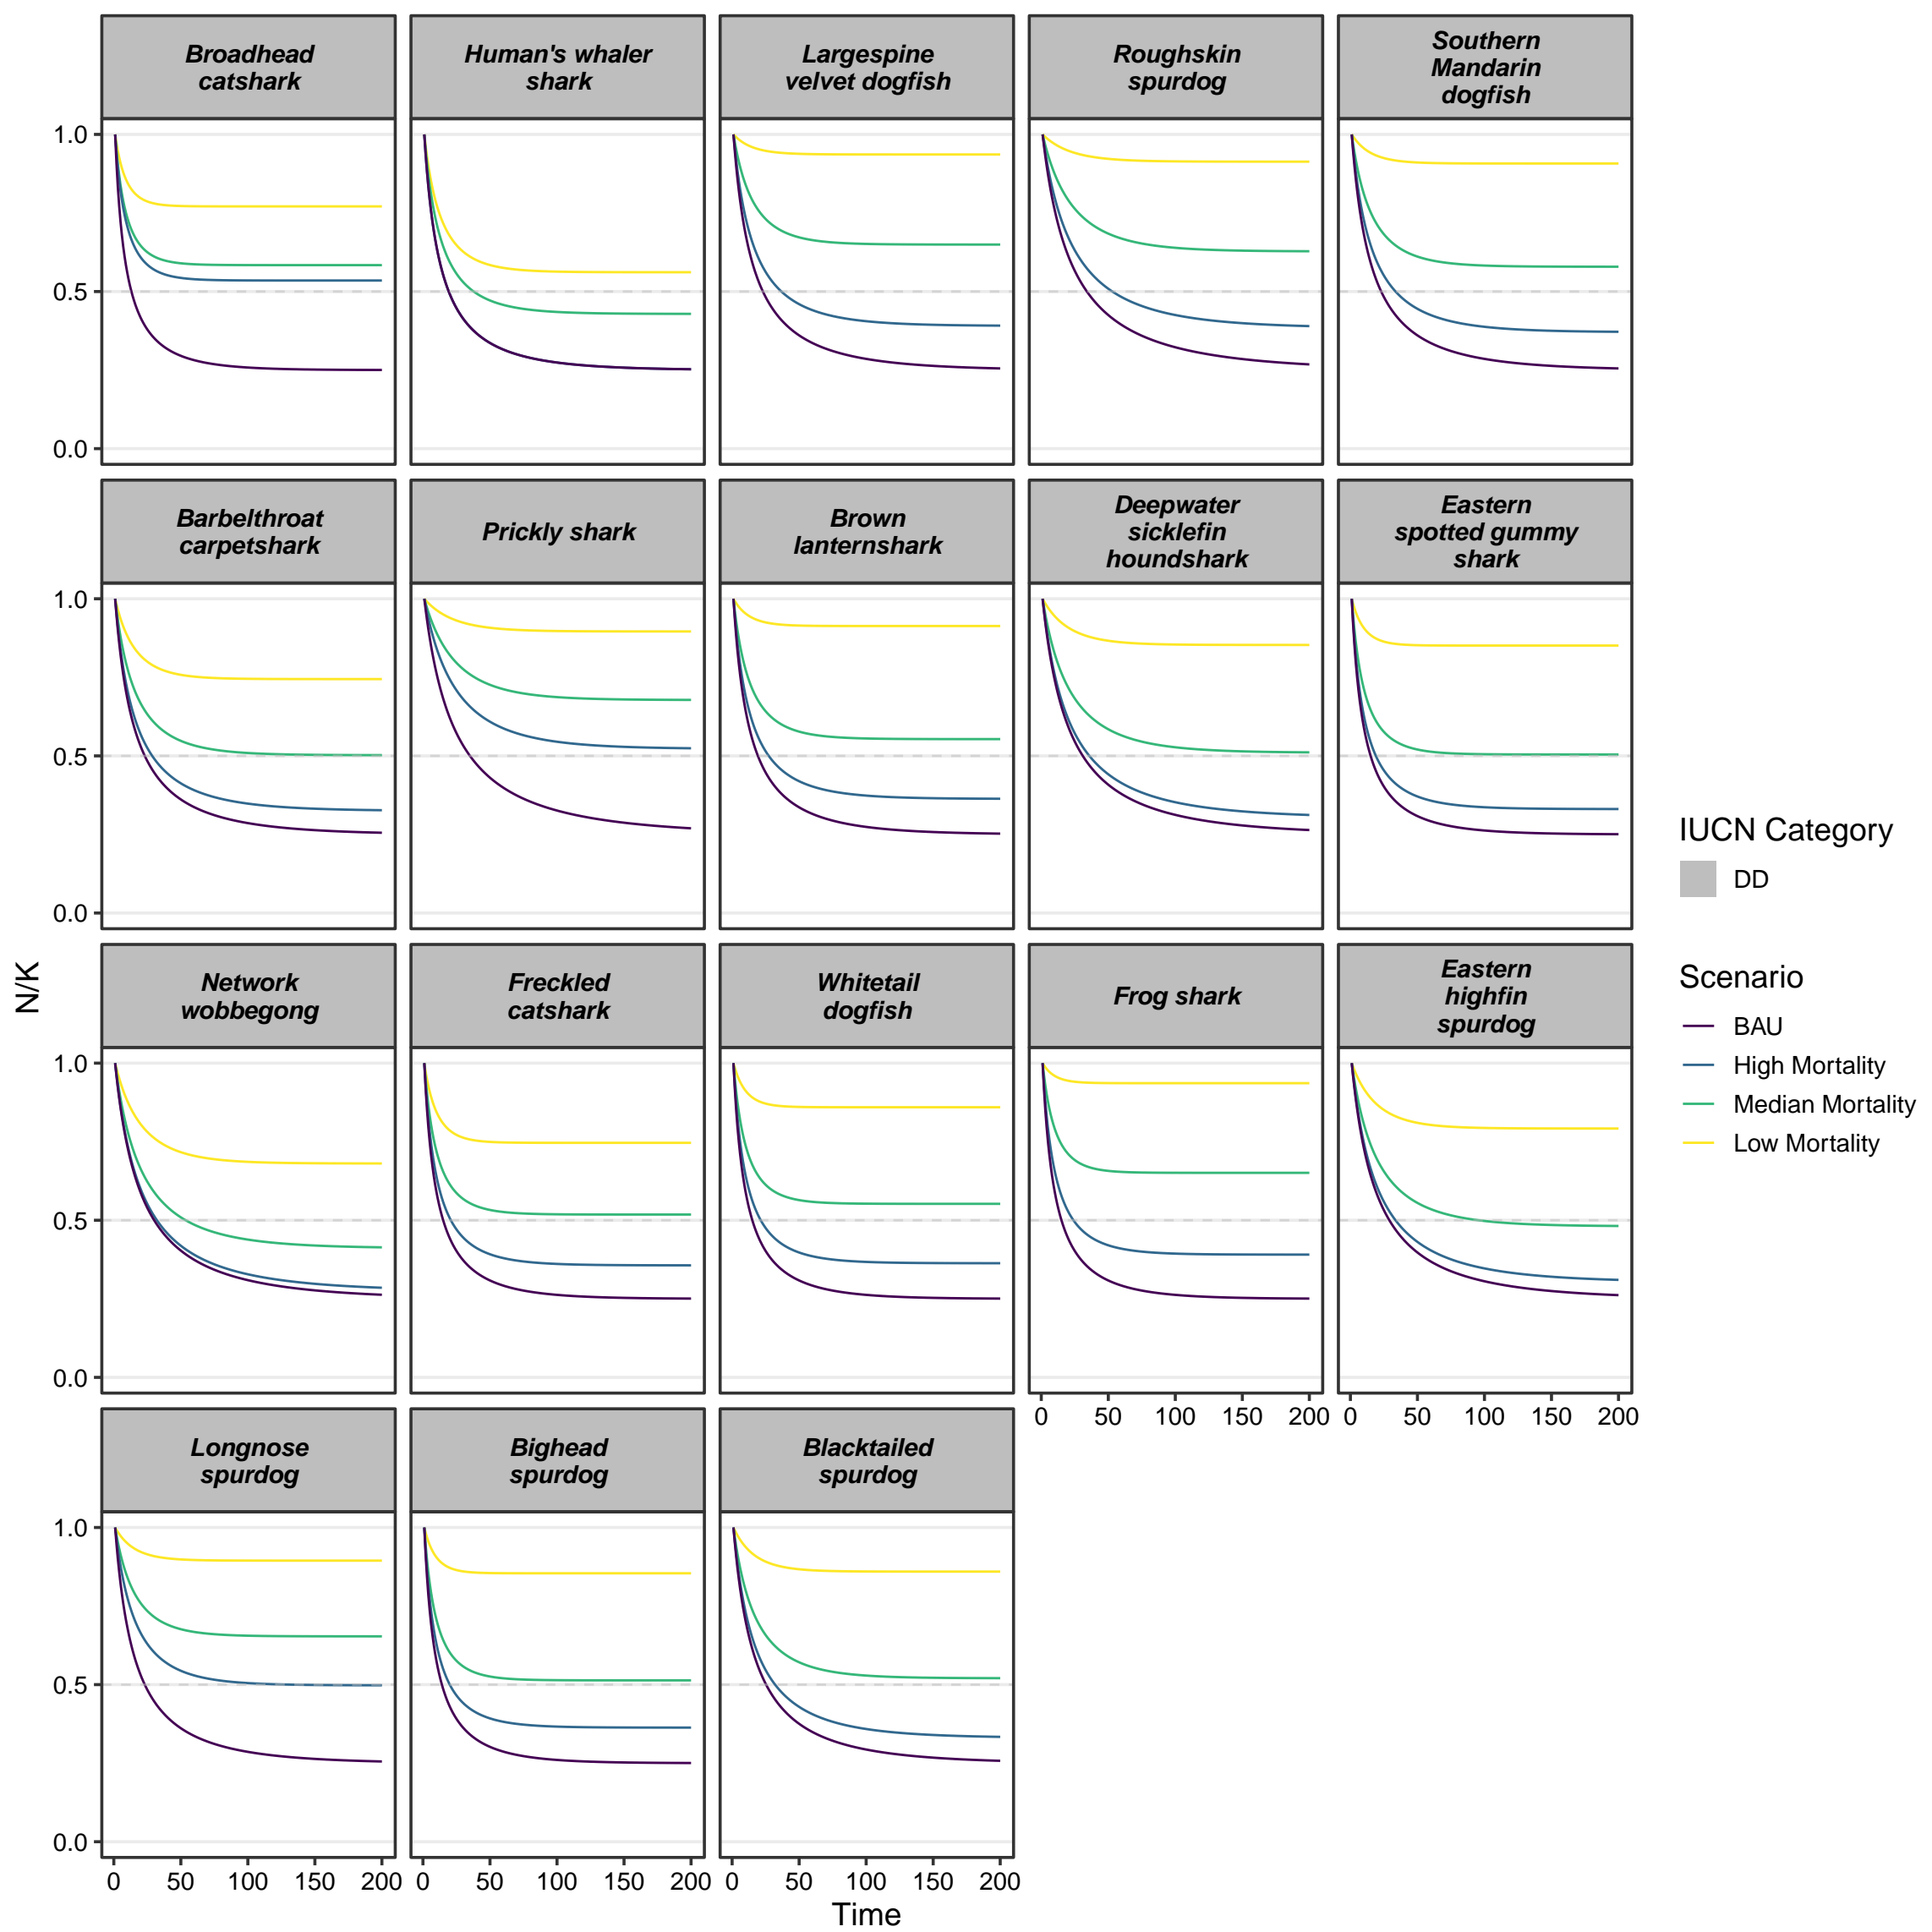 Broadhead
catshark
Human's whaler
shark
Largespine
velvet dogfish
Roughskin
spurdog
Southern
Mandarin
dogfish
1.0
0.5
0.0
Barbelthroat
carpetshark
Prickly shark
Brown
lanternshark
Deepwater
sicklefin
houndshark
Eastern
spotted gummy
shark
1.0
0.5
0.0
Network
wobbegong
Freckled
catshark
Whitetail
dogfish
Frog shark
Eastern
highfin
spurdog
1.0
0.5
0.0
0 50 100 150 200
0 50 100 150 200
Longnose
spurdog
Bighead
spurdog
Blacktailed
spurdog
1.0
0.5
0.0
0 50 100 150 200
0 50 100 150 200
0 50 100 150 200
Time
N/K
IUCN Category
DD
Scenario
BAU
High Mortality
Median Mortality
Low Mortality